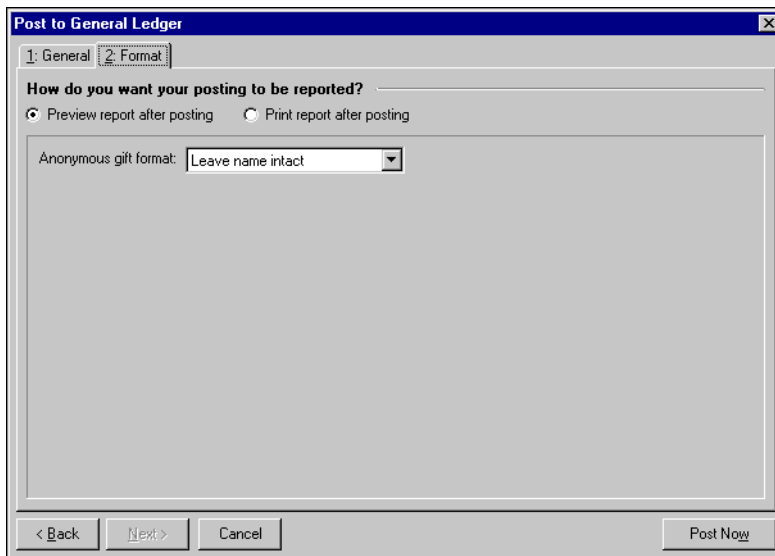 Post to General Ledger
1: General 2: Format
How do you want your posting to be reported?
Preview report after posting Print report after posting
Anonymous gift format: Leave name intact
< Back Next > Cancel Post Now